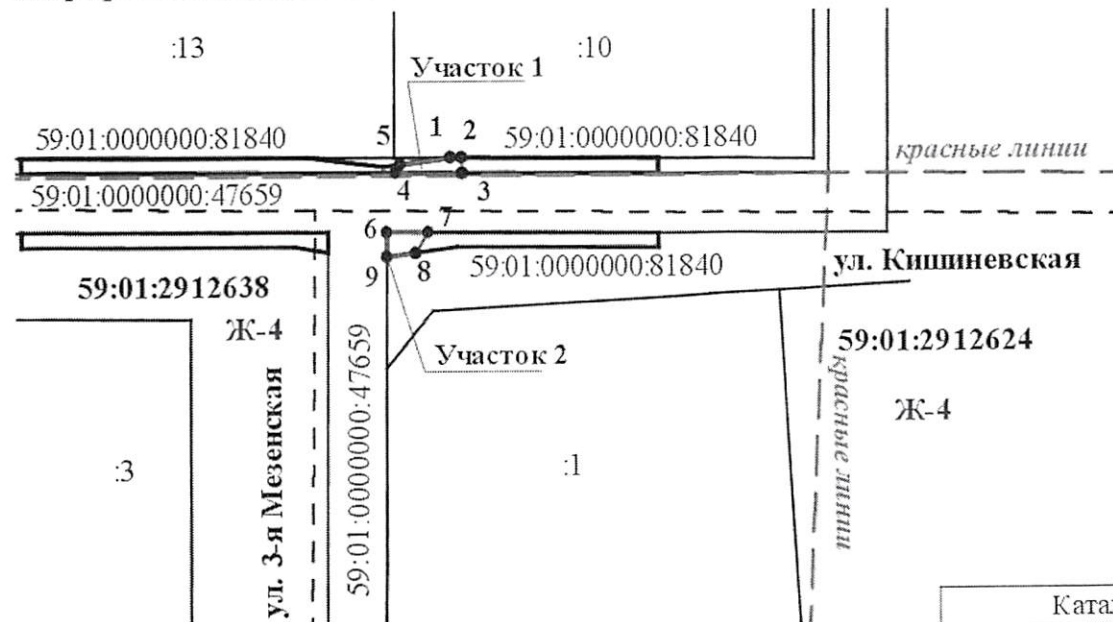 :13
:10
Участок 1
59:01:0000000:81840
5
1
2
59:01:0000000:81840
красные линии
4
3
59:01:0000000:47659
6
7
9
8
59:01:0000000:81840
ул. Кишиневская
59:01:2912638
Ж-4
Участок 2
59:01:2912624
Ж-4
красные линии
ул. 3-я Мезенская
59:01:0000000:47659
:3
:1